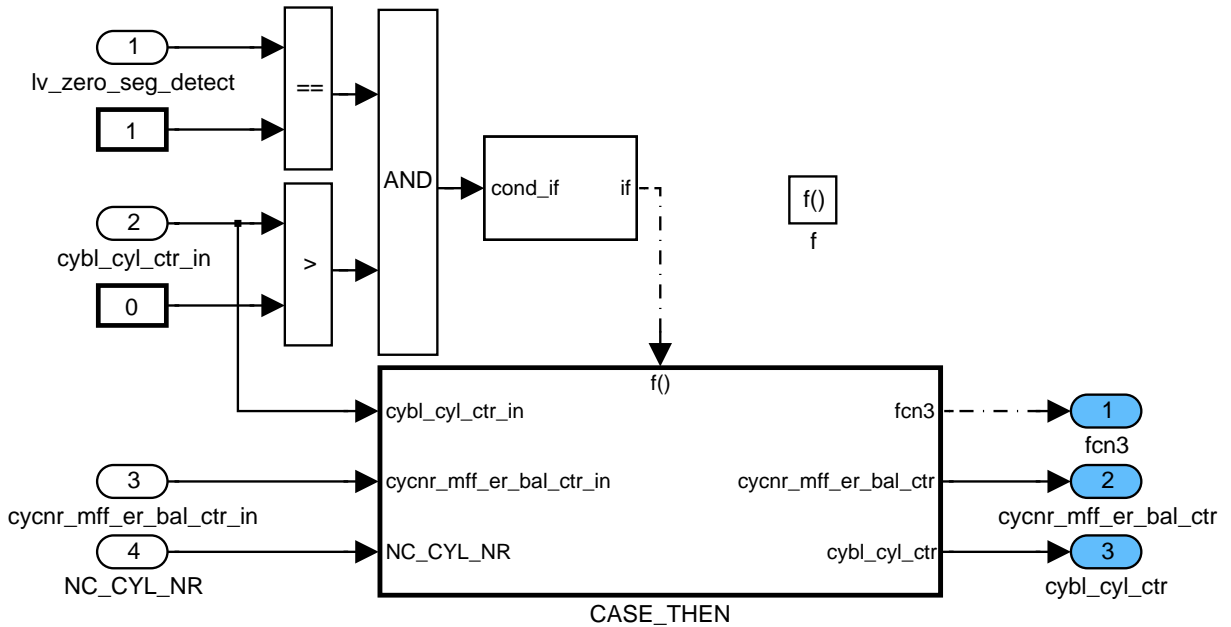 1
lv_zero_seg_detect
1
==
2
cybl_cyl_ctr_in
0
>
AND
cond_if if
f()
f
f()
cybl_cyl_ctr_in fcn3
cycnr_mff_er_bal_ctr_in cycnr_mff_er_bal_ctr
NC_CYL_NR cybl_cyl_ctr
CASE_THEN
3
cycnr_mff_er_bal_ctr_in
4
NC_CYL_NR
1
fcn3
2
cycnr_mff_er_bal_ctr
3
cybl_cyl_ctr